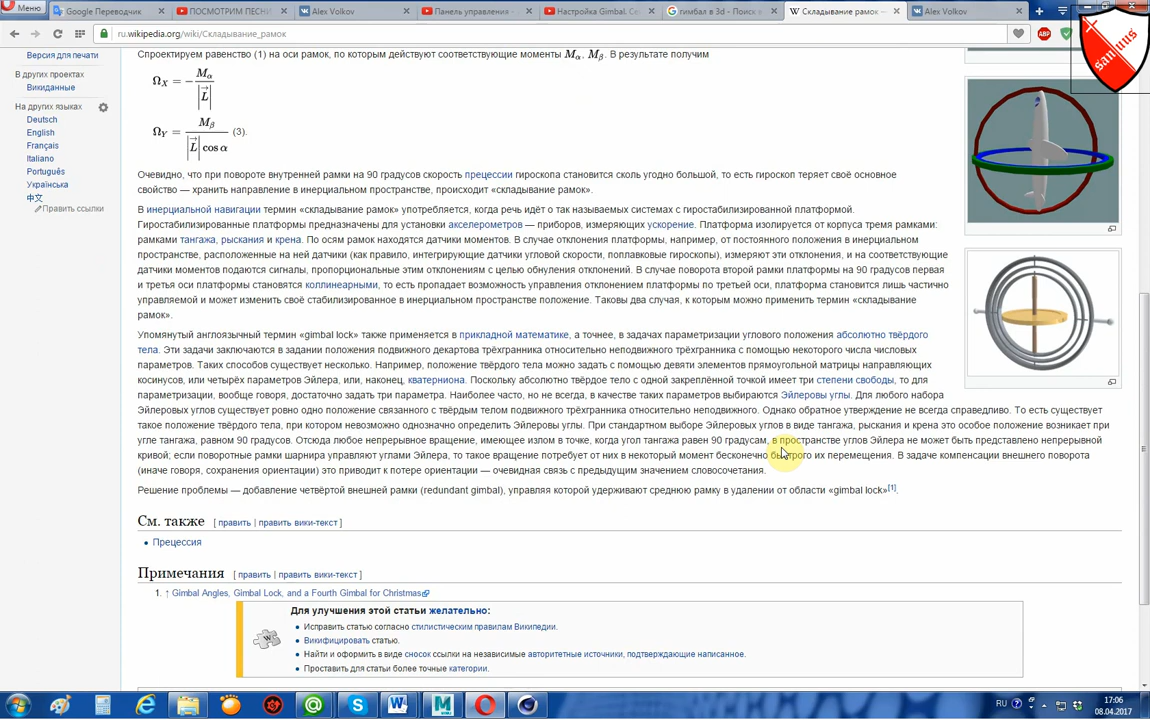 Меню
Google Переводчик
ПОСМОТРИМ ПЕСНИ
Alex Volkov
Панель управления -
Настройка Gimbal. Се
гимбал в 3d - Поиск в
Складывание рамок —
Alex Volkov
ru.wikipedia.org/wiki/Складывание_рамок
ABP
san uus
Версия для печати
В других проектах
Викиданные
На других языках
Deutsch
English
Français
Italiano
Português
Українська
中文
Править ссылки
Спроектируем равенство (1) на оси рамок, по которым действуют соответствующие моменты Mα, Mβ. В результате получим
ΩX = − Mα / |L⃗|
ΩY = Mβ / |L⃗| cos α (3).
Очевидно, что при повороте внутренней рамки на 90 градусов скорость прецессии гироскопа становится сколь угодно большой, то есть гироскоп теряет своё основное
свойство — хранить направление в инерциальном пространстве, происходит «складывание рамок».
В инерциальной навигации термин «складывание рамок» употребляется, когда речь идёт о так называемых системах с гиростабилизированной платформой.
Гиростабилизированные платформы предназначены для установки акселерометров — приборов, измеряющих ускорение. Платформа изолируется от корпуса тремя рамками:
рамками тангажа, рыскания и крена. По осям рамок находятся датчики моментов. В случае отклонения платформы, например, от постоянного положения в инерциальном
пространстве, расположенные на ней датчики (как правило, интегрирующие датчики угловой скорости, поплавковые гироскопы), измеряют эти отклонения, и на соответствующие
датчики моментов подаются сигналы, пропорциональные этим отклонениям с целью обнуления отклонений. В случае поворота второй рамки платформы на 90 градусов первая
и третья оси платформы становятся коллинеарными, то есть пропадает возможность управления отклонением платформы по третьей оси, платформа становится лишь частично
управляемой и может изменить своё стабилизированное в инерциальном пространстве положение. Таковы два случая, к которым можно применить термин «складывание
рамок».
Упомянутый англоязычный термин «gimbal lock» также применяется в прикладной математике, а точнее, в задачах параметризации углового положения абсолютно твёрдого
тела. Эти задачи заключаются в задании положения подвижного декартова трёхгранника относительно неподвижного трёхгранника с помощью некоторого числа числовых
параметров. Таких способов существует несколько. Например, положение твёрдого тела можно задать с помощью девяти элементов прямоугольной матрицы направляющих
косинусов, или четырёх параметров Эйлера, или, наконец, кватерниона. Поскольку абсолютно твёрдое тело с одной закреплённой точкой имеет три степени свободы, то для
параметризации, вообще говоря, достаточно задать три параметра. Наиболее часто, но не всегда, в качестве таких параметров выбираются Эйлеровы углы. Для любого набора
Эйлеровых углов существует ровно одно положение связанного с твёрдым телом подвижного трёхгранника относительно неподвижного. Однако обратное утверждение не всегда справедливо. То есть существует
такое положение твёрдого тела, при котором невозможно однозначно определить Эйлеровы углы. При стандартном выборе Эйлеровых углов в виде тангажа, рыскания и крена это особое положение возникает при
угле тангажа, равном 90 градусов. Отсюда любое непрерывное вращение, имеющее излом в точке, когда угол тангажа равен 90 градусам, в пространстве углов Эйлера не может быть представлено непрерывной
кривой; если поворотные рамки шарнира управляют углами Эйлера, то такое вращение потребует от них в некоторый момент бесконечно быстрого их перемещения. В задаче компенсации внешнего поворота
(иначе говоря, сохранения ориентации) это приводит к потере ориентации — очевидная связь с предыдущим значением словосочетания.
Решение проблемы — добавление четвёртой внешней рамки (redundant gimbal), управляя которой удерживают среднюю рамку в удалении от области «gimbal lock»[1].
См. также [ править | править вики-текст ]
Прецессия
Примечания [ править | править вики-текст ]
1. ↑ Gimbal Angles, Gimbal Lock, and a Fourth Gimbal for Christmas
Для улучшения этой статьи желательно:
Исправить статью согласно стилистическим правилам Википедии.
Викифицировать статью.
Найти и оформить в виде сносок ссылки на независимые авторитетные источники, подтверждающие написанное.
Проставить для статьи более точные категории.
RU
17:06
08.04.2017